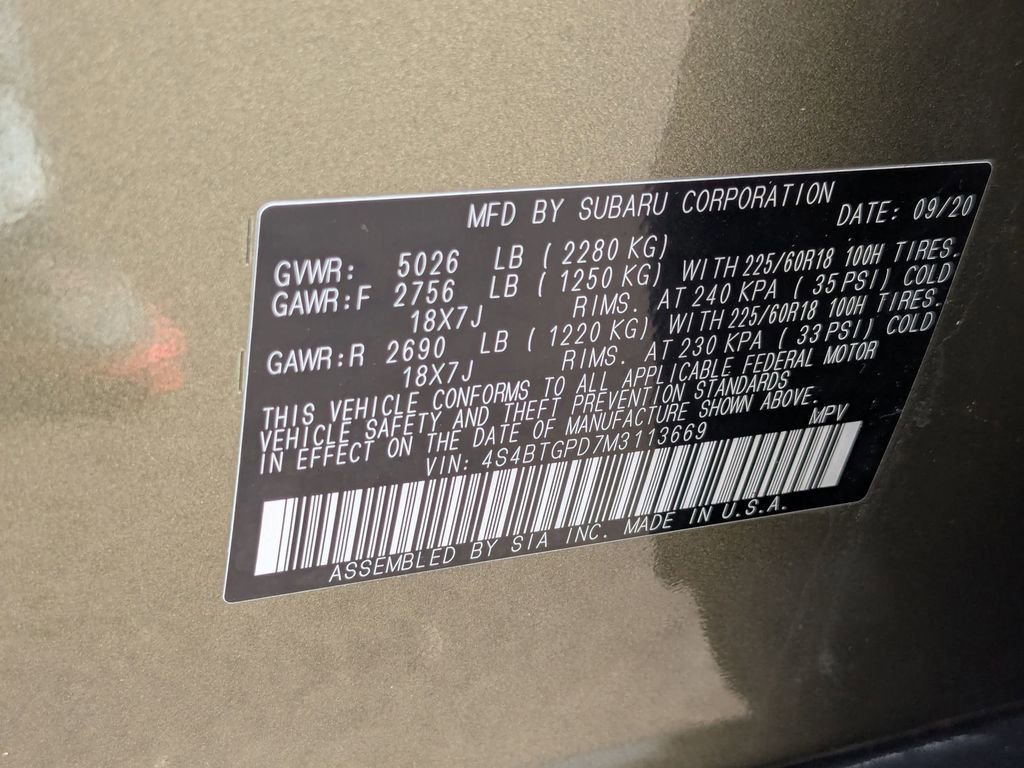 MFD BY SUBARU CORPORATION DATE: 09/20
GVWR: 5026 LB ( 2280 KG)
GAWR:F 2756 LB ( 1250 KG) WITH 225/60R18 100H TIRES.
18X7J RIMS. AT 240 KPA ( 35 PSI) COLD
GAWR:R 2690 LB ( 1220 KG) WITH 225/60R18 100H TIRES.
18X7J RIMS. AT 230 KPA ( 33 PSI) COLD
THIS VEHICLE CONFORMS TO ALL APPLICABLE FEDERAL MOTOR
VEHICLE SAFETY AND THEFT PREVENTION STANDARDS
IN EFFECT ON THE DATE OF MANUFACTURE SHOWN ABOVE.
VIN: 4S4BTGPD7M3113669 MPV
ASSEMBLED BY SIA INC. MADE IN U.S.A.